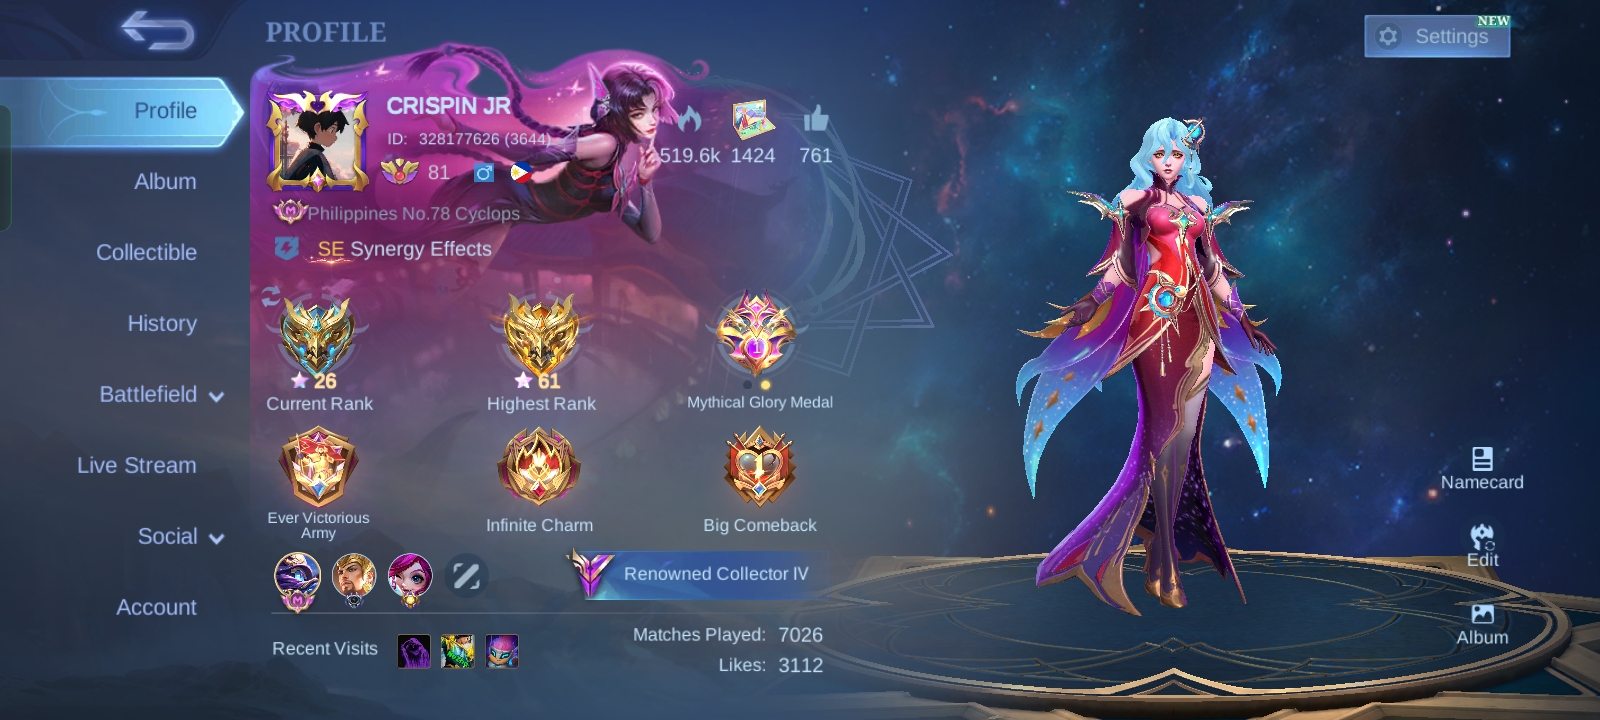 PROFILE
NEW
Settings
Profile
Album
Collectible
History
Battlefield
Live Stream
Social
Account
CRISPIN JR
ID: 328177626 (3644)
81
519.6k 1424 761
M Philippines No.78 Cyclops
SE Synergy Effects
26
Current Rank
61
Highest Rank
1
Mythical Glory Medal
Ever Victorious
Army
Infinite Charm
Big Comeback
M
Renowned Collector IV
Recent Visits
Matches Played: 7026
Likes: 3112
Namecard
Edit
Album